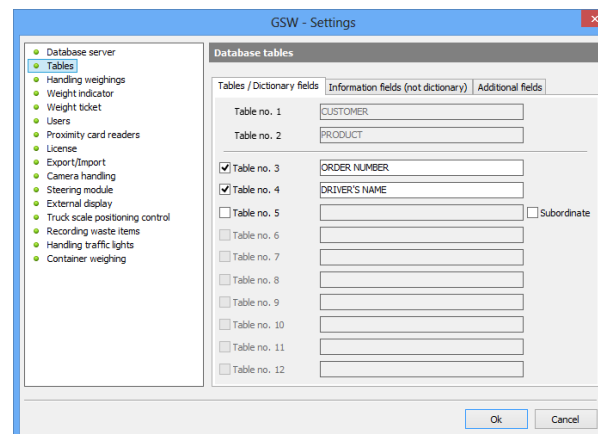 GSW - Settings
Database server
Tables
Handling weighings
Weight indicator
Weight ticket
Users
Proximity card readers
License
Export/Import
Camera handling
Steering module
External display
Truck scale positioning control
Recording waste items
Handling traffic lights
Container weighing
Database tables
Tables / Dictionary fields Information fields (not dictionary) Additional fields
Table no. 1 CUSTOMER
Table no. 2 PRODUCT
Table no. 3 ORDER NUMBER
Table no. 4 DRIVER'S NAME
Table no. 5 Subordinate
Table no. 6
Table no. 7
Table no. 8
Table no. 9
Table no. 10
Table no. 11
Table no. 12
Ok Cancel